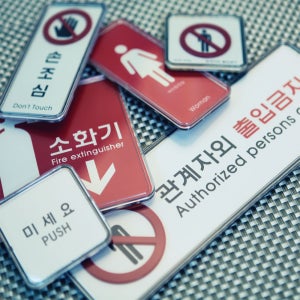 손조심
Don't Touch
Woman
소화기
Fire extinguisher
미세요
PUSH
관계자외 출입금지
Authorized persons